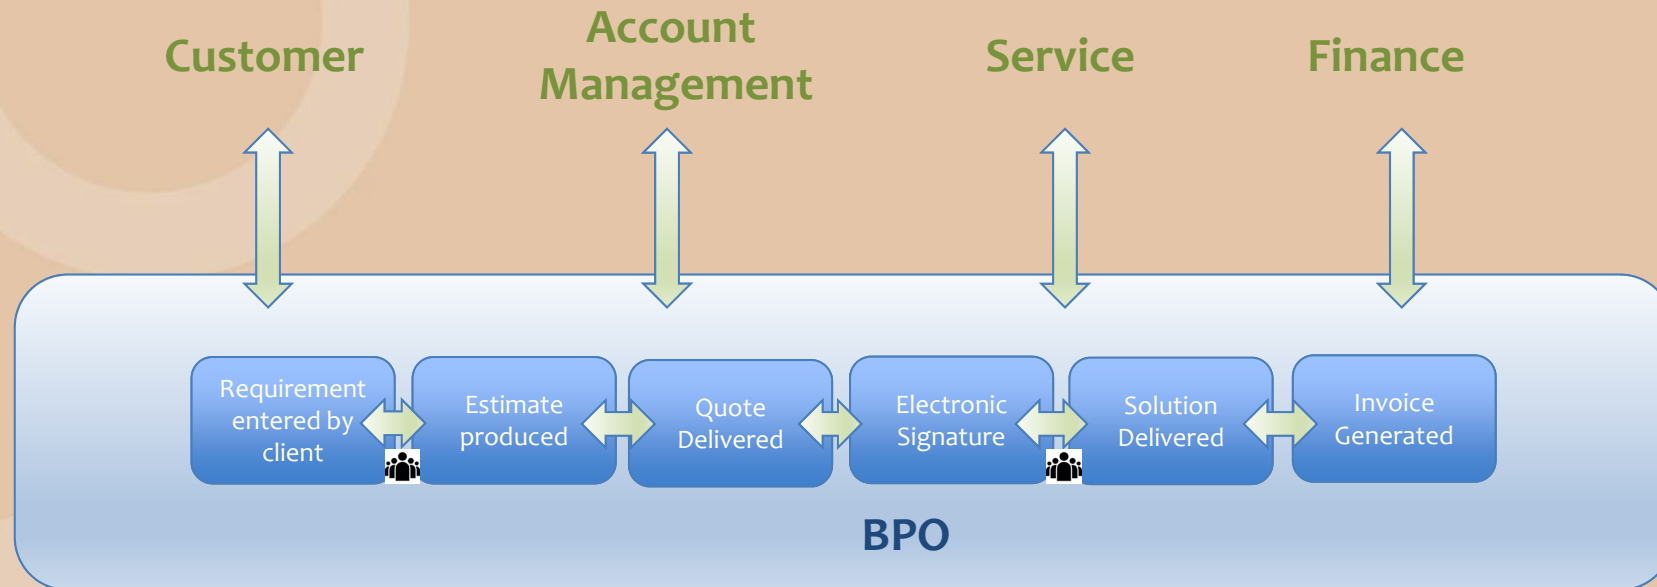 Customer
Account
Management
Service
Finance
Requirement
entered by
client
Estimate
produced
Quote
Delivered
Electronic
Signature
Solution
Delivered
Invoice
Generated
BPO